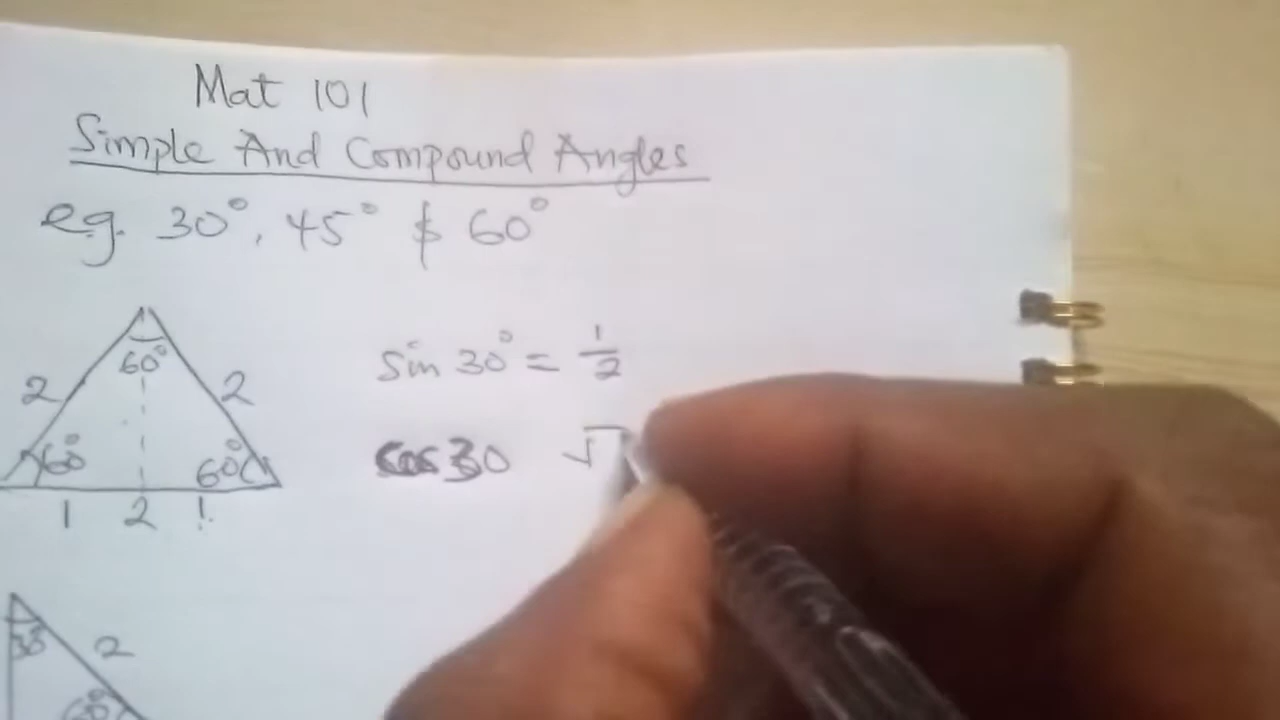 Mat 101
Simple And Compound Angles
e.g. 30°, 45° $ 60°
60°
2 2
60° 60°
1 2 1
sin 30° = 1/2
cos 30 √
30 2
60°